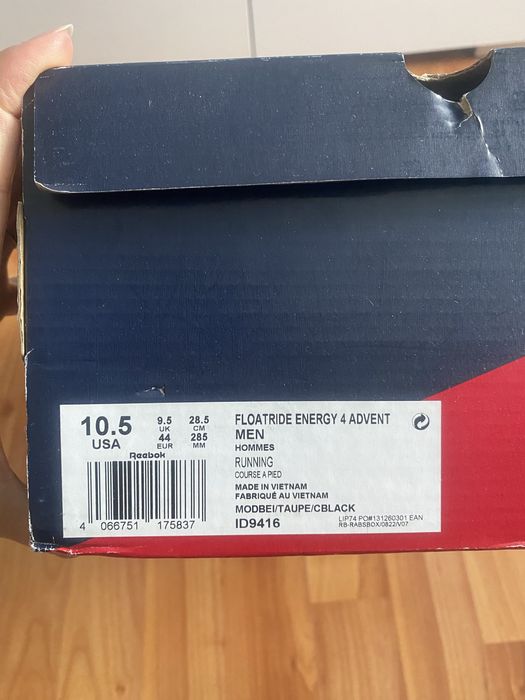 10.5
USA
9.5
UK
44
EUR
28.5
CM
285
MM
Reebok
4 066751 175837
FLOATRIDE ENERGY 4 ADVENT
MEN
HOMMES
RUNNING
COURSE A PIED
MADE IN VIETNAM
FABRIQUÉ AU VIETNAM
MODBEI/TAUPE/CBLACK
ID9416
LIP74 PO#131260301 EAN
RB-RABSBOX/0822/V07